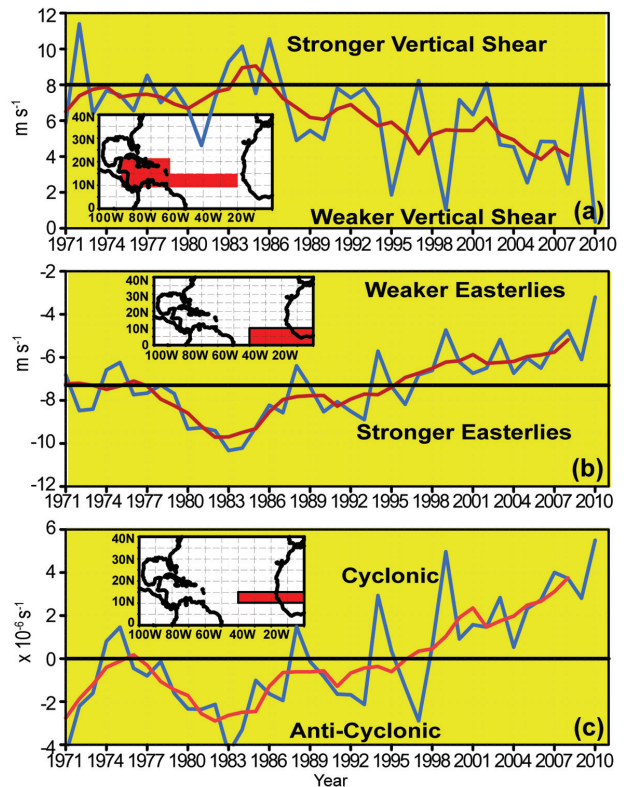 12
Stronger Vertical Shear
10
8
m s-1
6
4
2
0
40N
30N
20N
10N
0
100W 80W 60W 40W 20W
Weaker Vertical Shear
(a)
1971 1974 1977 1980 1983 1986 1989 1992 1995 1998 2001 2004 2007 2010
-2
Weaker Easterlies
-4
m s-1
-6
-8
-10
-12
40N
30N
20N
10N
0
100W 80W 60W 40W 20W
Stronger Easterlies
(b)
1971 1974 1977 1980 1983 1986 1989 1992 1995 1998 2001 2004 2007 2010
6
4
x 10-6 s-1
2
0
-2
-4
40N
30N
20N
10N
0
100W 80W 60W 40W 20W
Cyclonic
Anti-Cyclonic
(c)
1971 1974 1977 1980 1983 1986 1989 1992 1995 1998 2001 2004 2007 2010
Year